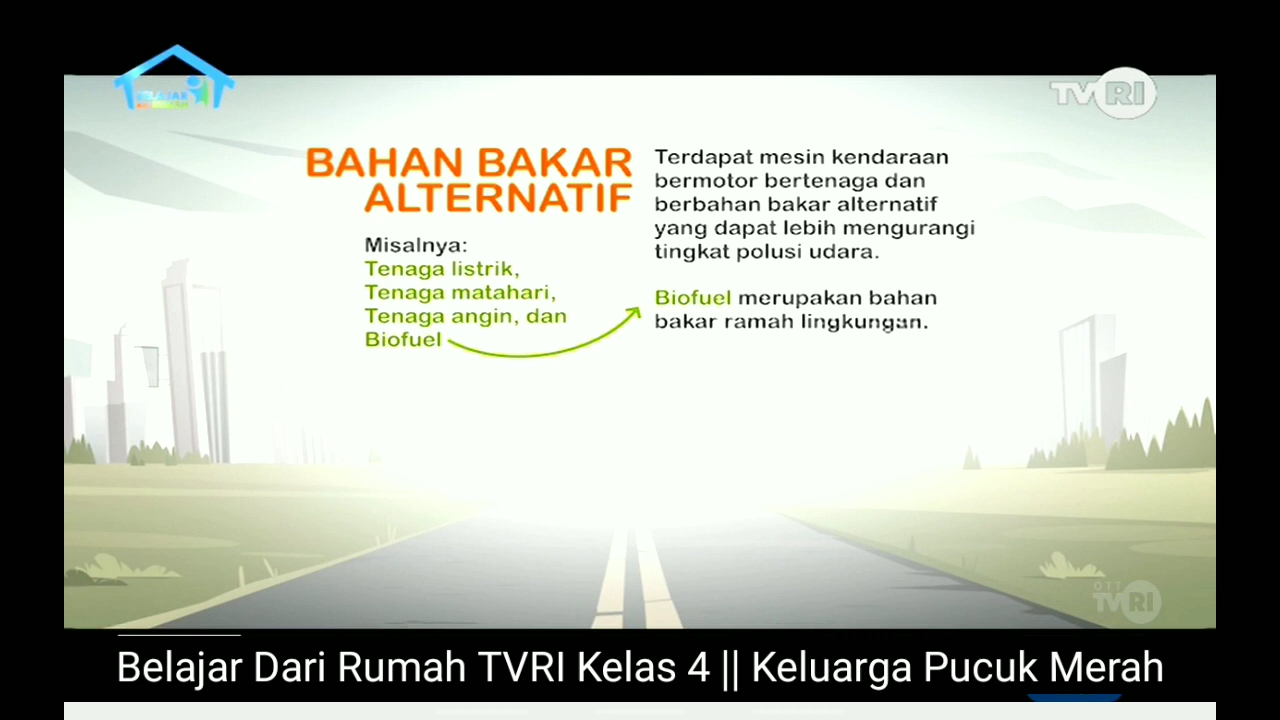 TVRI
BAHAN BAKAR
ALTERNATIF
Misalnya:
Tenaga listrik,
Tenaga matahari,
Tenaga angin, dan
Biofuel
Terdapat mesin kendaraan
bermotor bertenaga dan
berbahan bakar alternatif
yang dapat lebih mengurangi
tingkat polusi udara.
Biofuel merupakan bahan
bakar ramah lingkungan.
OTT
TVRI
Belajar Dari Rumah TVRI Kelas 4 || Keluarga Pucuk Merah